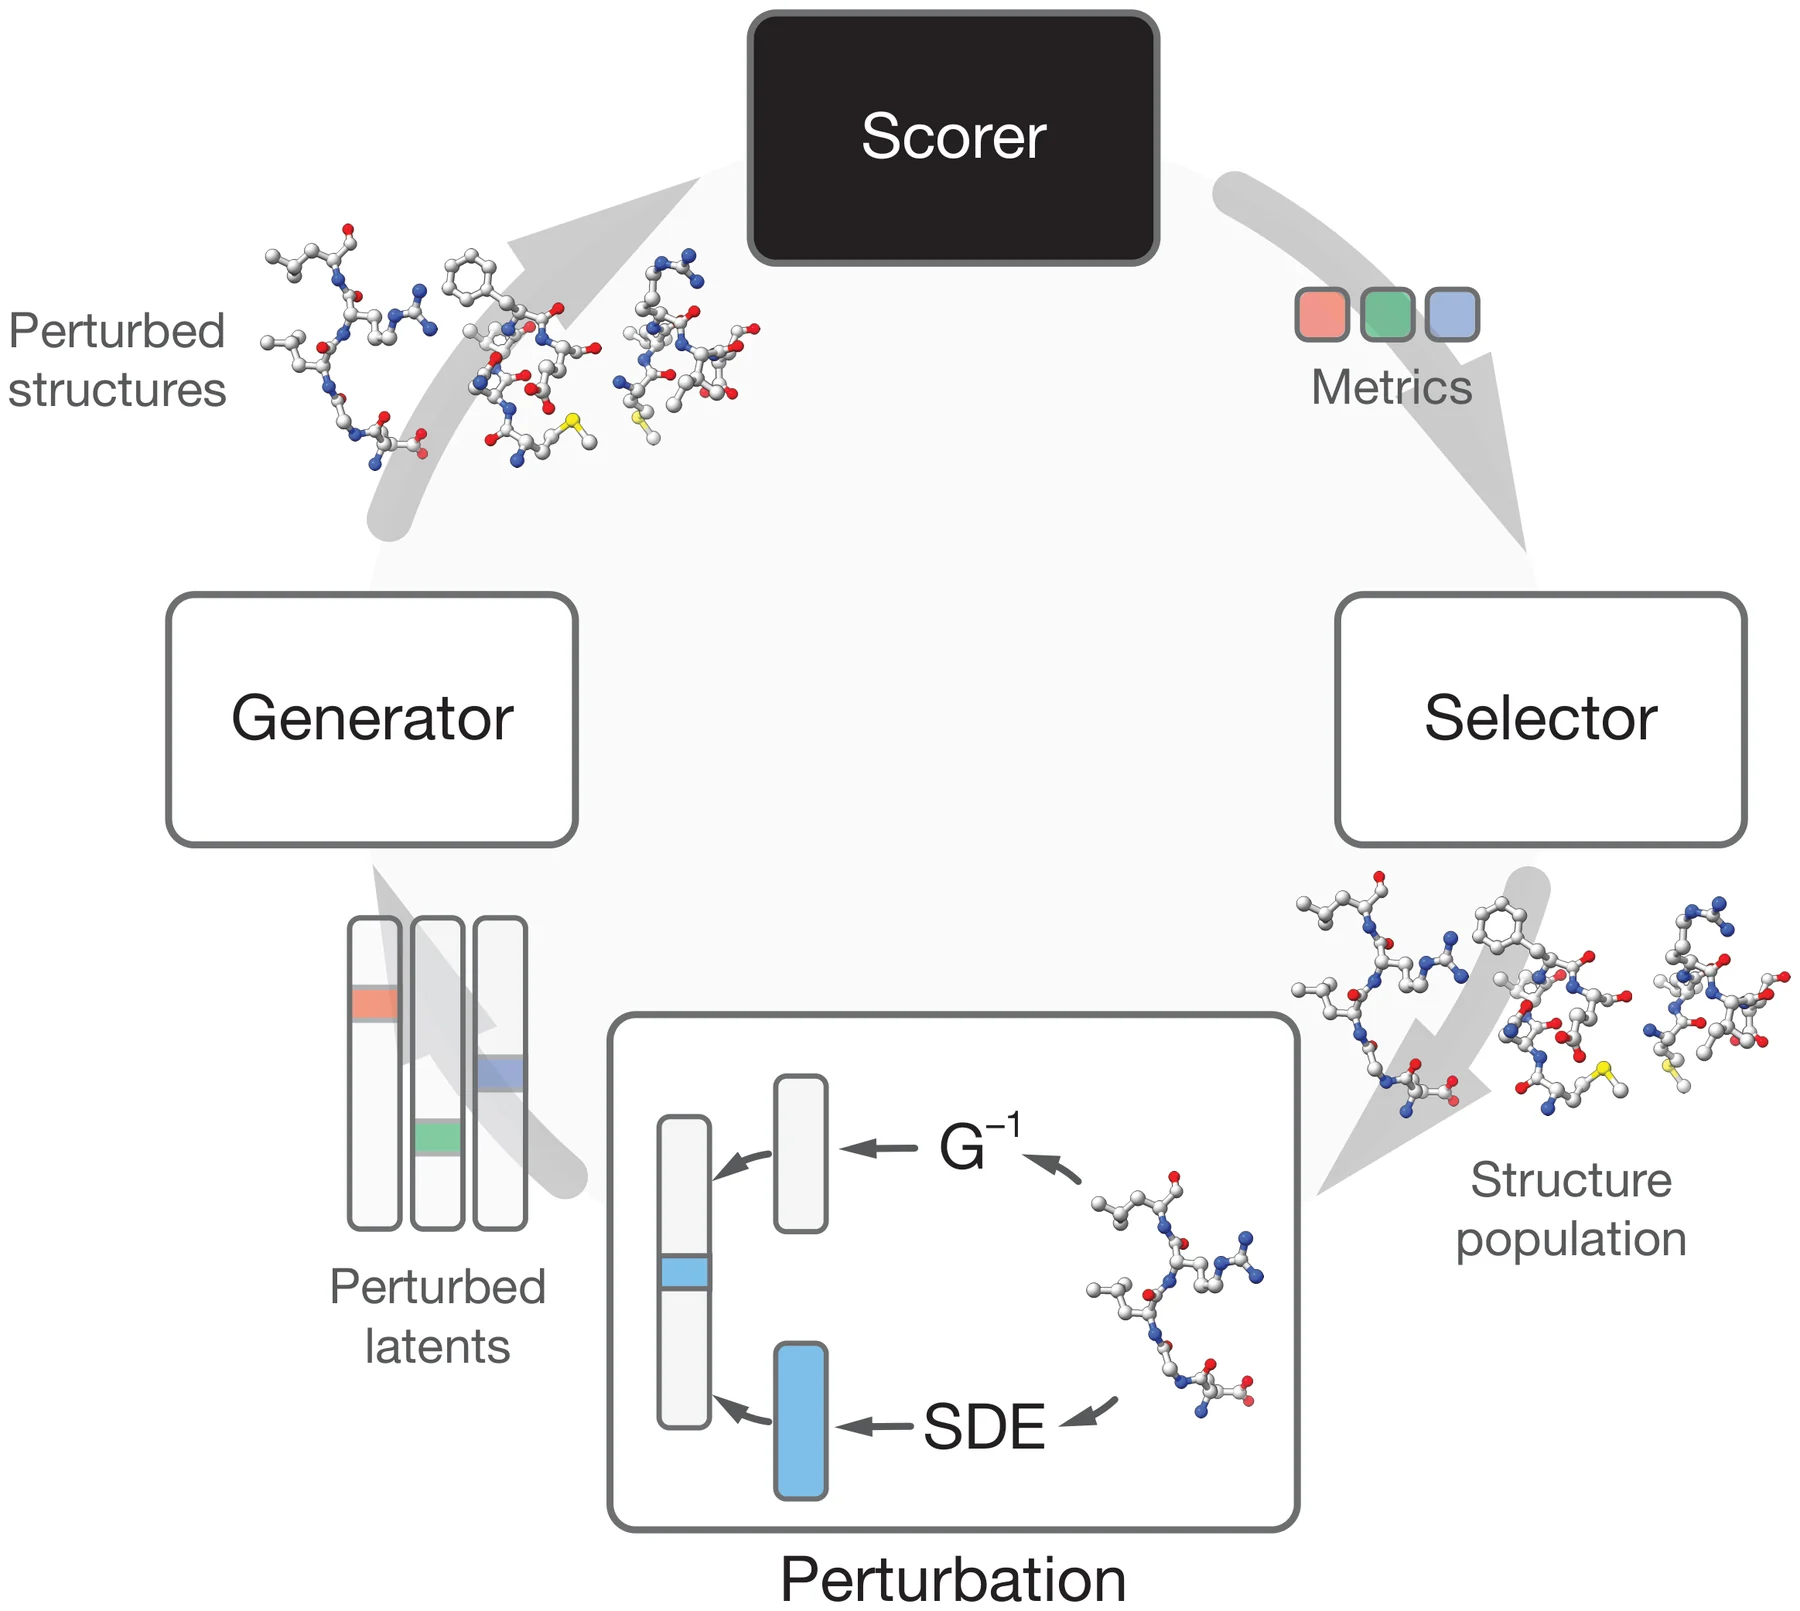 Scorer
Perturbed
structures
Metrics
Generator
Selector
G⁻¹
SDE
Structure
population
Perturbed
latents
Perturbation